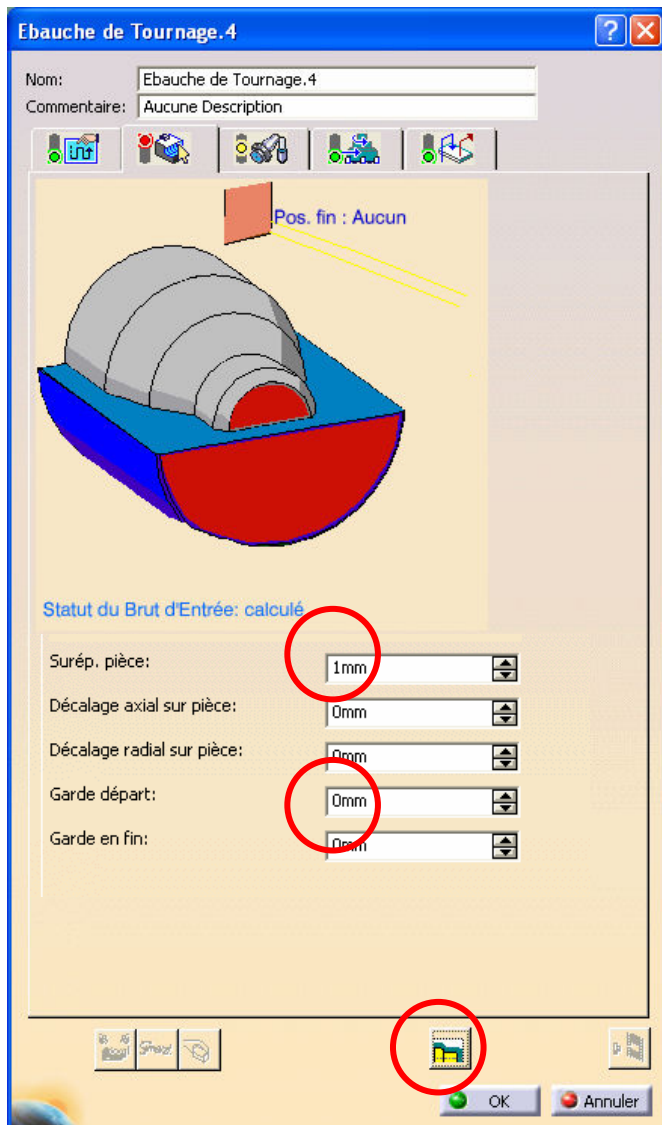 Ebauche de Tournage.4
Nom: Ebauche de Tournage.4
Commentaire: Aucune Description
Pos. fin : Aucun
Statut du Brut d'Entrée: calculé
Surép. pièce: 1mm
Décalage axial sur pièce: 0mm
Décalage radial sur pièce: 0mm
Garde départ: 0mm
Garde en fin: 0mm
OK Annuler